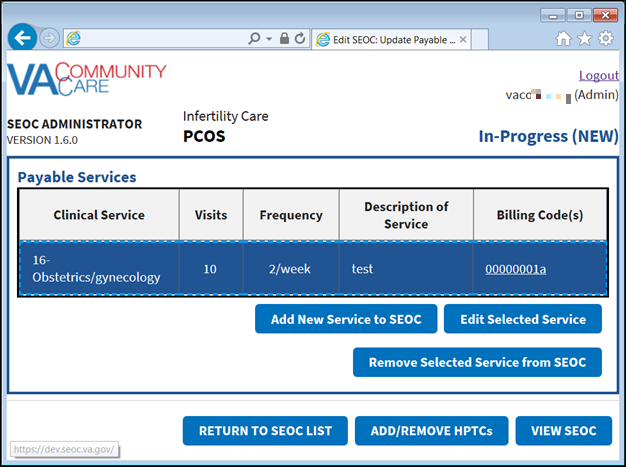 Edit SEOC: Update Payable ...
VA COMMUNITY CARE
Logout
vaco (Admin)
SEOC ADMINISTRATOR
VERSION 1.6.0
Infertility Care
PCOS
In-Progress (NEW)
Payable Services
Clinical Service Visits Frequency Description of Service Billing Code(s)
16-Obstetrics/gynecology 10 2/week test 00000001a
Add New Service to SEOC Edit Selected Service
Remove Selected Service from SEOC
RETURN TO SEOC LIST ADD/REMOVE HPTCs VIEW SEOC
https://dev.seoc.va.gov/